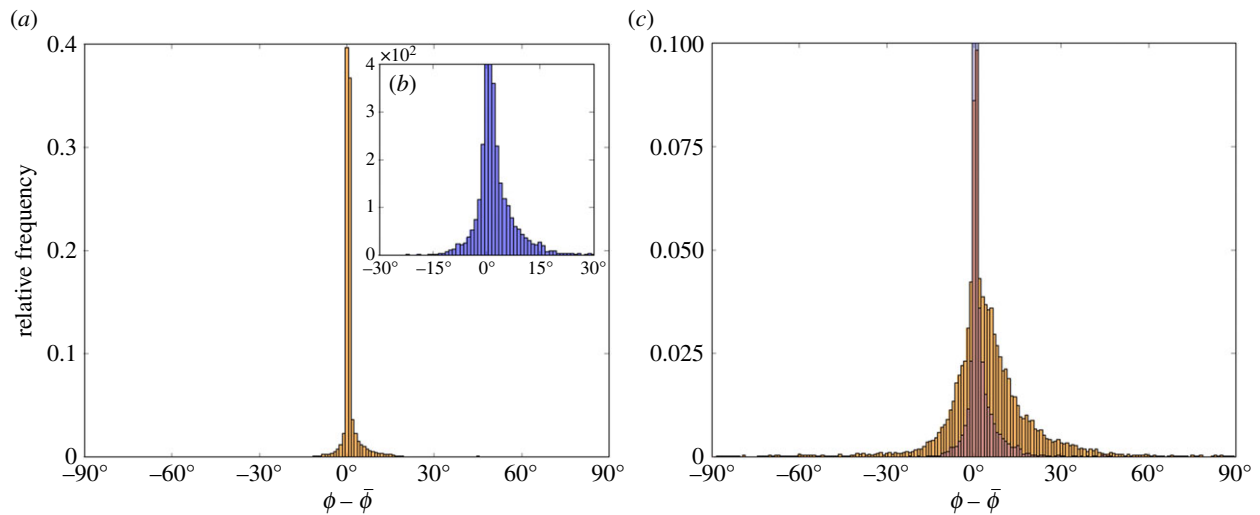 (a)
(c)
0.4
0.3
0.2
0.1
0
relative frequency
–90° –60° –30° 0° 30° 60° 90°
ϕ – ϕ̄
×10²
(b)
4
3
2
1
0
–30° –15° 0° 15° 30°
0.100
0.075
0.050
0.025
0
–90° –60° –30° 0° 30° 60° 90°
ϕ – ϕ̄